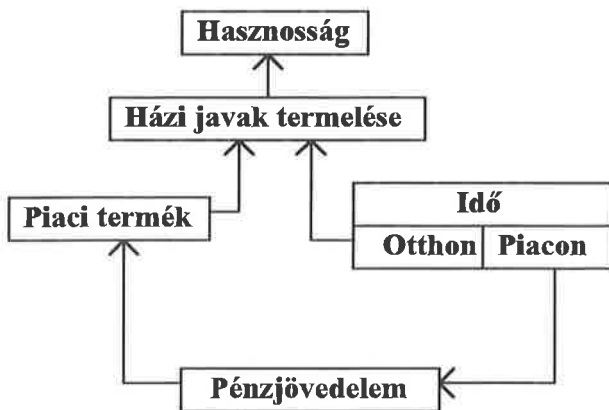 Hasznosság
Házi javak termelése
Piaci termék
Idő
Otthon Piacon
Pénzjövedelem